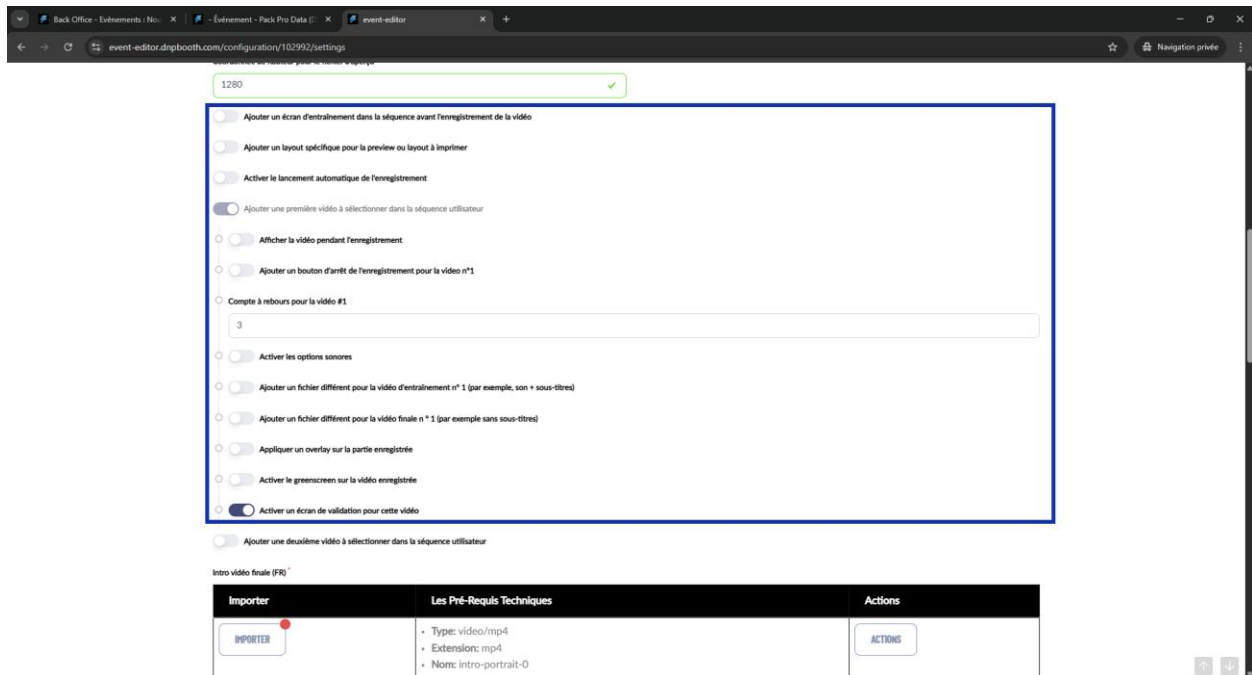 Back Office - Evènements : Nou
- Événement - Pack Pro Data (D
event-editor
event-editor.dnpbooth.com/configuration/102992/settings
Navigation privée
1280
Ajouter un écran d'entraînement dans la séquence avant l'enregistrement de la vidéo
Ajouter un layout spécifique pour la preview ou layout à imprimer
Activer le lancement automatique de l'enregistrement
Ajouter une première vidéo à sélectionner dans la séquence utilisateur
Afficher la vidéo pendant l'enregistrement
Ajouter un bouton d'arrêt de l'enregistrement pour la video n°1
Compte à rebours pour la vidéo #1
3
Activer les options sonores
Ajouter un fichier différent pour la vidéo d'entraînement n° 1 (par exemple, son + sous-titres)
Ajouter un fichier différent pour la vidéo finale n ° 1 (par exemple sans sous-titres)
Appliquer un overlay sur la partie enregistrée
Activer le greenscreen sur la vidéo enregistrée
Activer un écran de validation pour cette vidéo
Ajouter une deuxième vidéo à sélectionner dans la séquence utilisateur
Intro vidéo finale (FR) *
Importer Les Pré-Requis Techniques Actions
IMPORTER
• Type: video/mp4
• Extension: mp4
• Nom: intro-portrait-0
ACTIONS